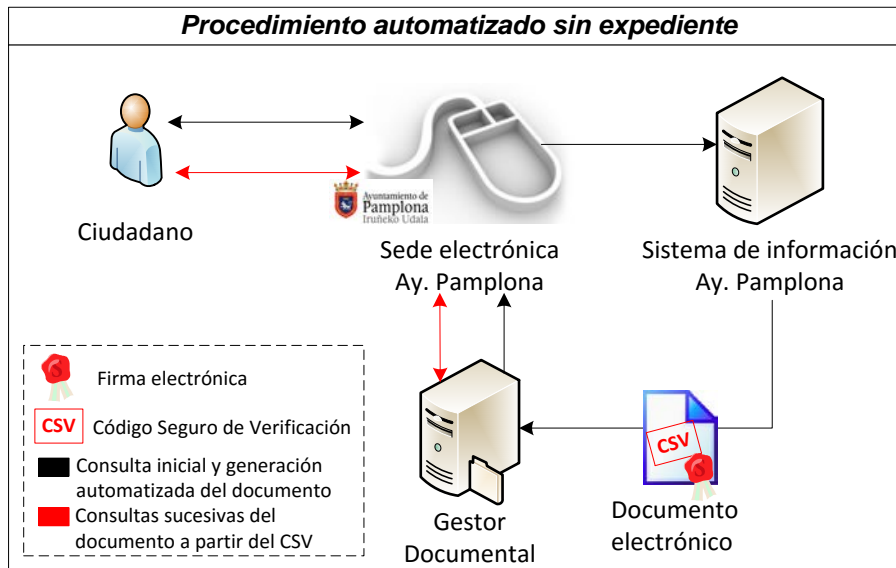 Procedimiento automatizado sin expediente
Ayuntamiento de
Pamplona
Iruñeko Udala
Ciudadano
Sede electrónica
Ay. Pamplona
Sistema de información
Ay. Pamplona
Firma electrónica
CSV
Código Seguro de Verificación
Consulta inicial y generación
automatizada del documento
Consultas sucesivas del
documento a partir del CSV
Gestor
Documental
CSV
Documento
electrónico